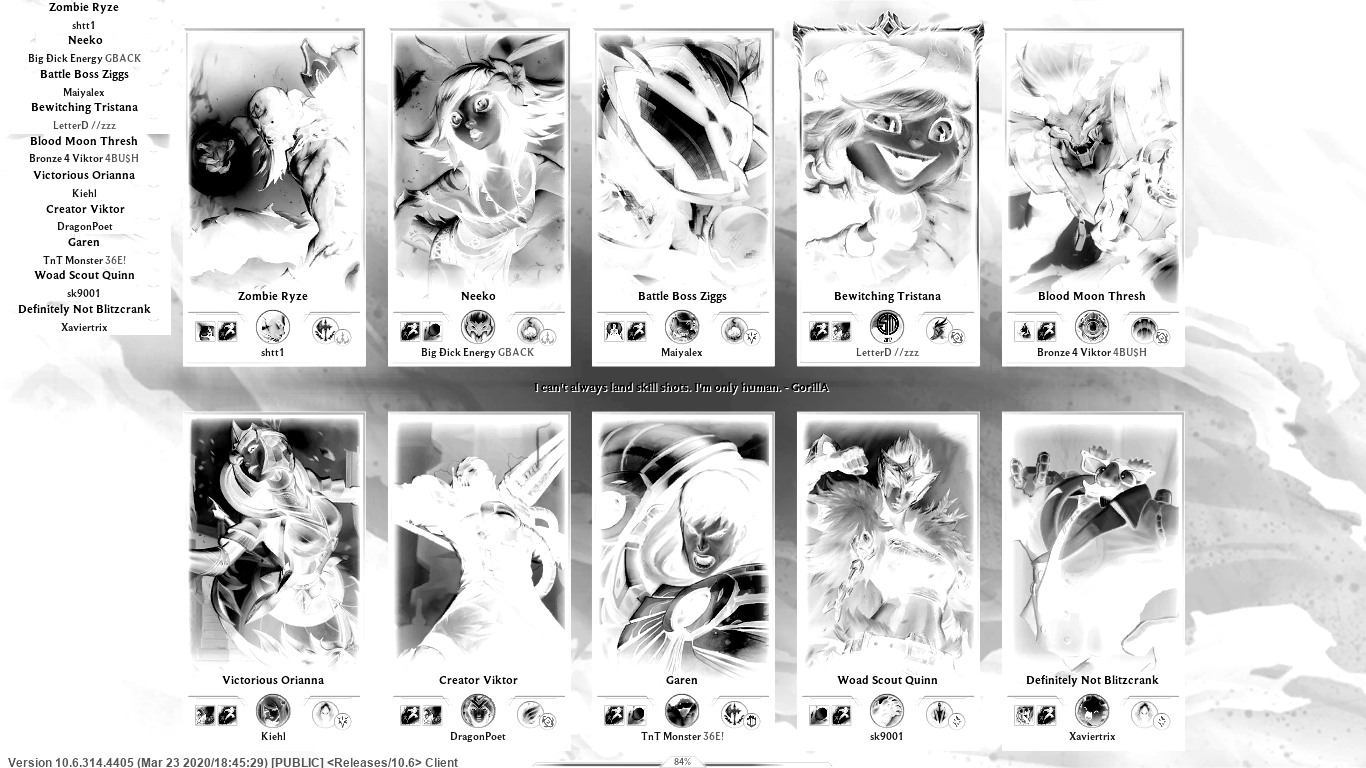 Zombie Ryze
shtt1
Neeko
Big Ðick Energy GBACK
Battle Boss Ziggs
Maiyalex
Bewitching Tristana
LetterD //zzz
Blood Moon Thresh
Bronze 4 Viktor 4BU$H
Victorious Orianna
Kiehl
Creator Viktor
DragonPoet
Garen
TnT Monster 36E!
Woad Scout Quinn
sk9001
Definitely Not Blitzcrank
Xaviertrix
Zombie Ryze
Neeko
Battle Boss Ziggs
Bewitching Tristana
Blood Moon Thresh
shtt1
Big Ðick Energy GBACK
Maiyalex
LetterD //zzz
Bronze 4 Viktor 4BU$H
I can't always land skill shots. I'm only human. - GorillA
Victorious Orianna
Creator Viktor
Garen
Woad Scout Quinn
Definitely Not Blitzcrank
Kiehl
DragonPoet
TnT Monster 36E!
sk9001
Xaviertrix
Version 10.6.314.4405 (Mar 23 2020/18:45:29) [PUBLIC] <Releases/10.6> Client
84%